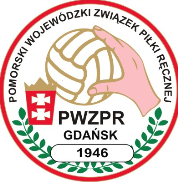 POMORSKI WOJEWÓDZKI ZWIĄZEK PIŁKI RĘCZNEJ
PWZPR
GDAŃSK
1946